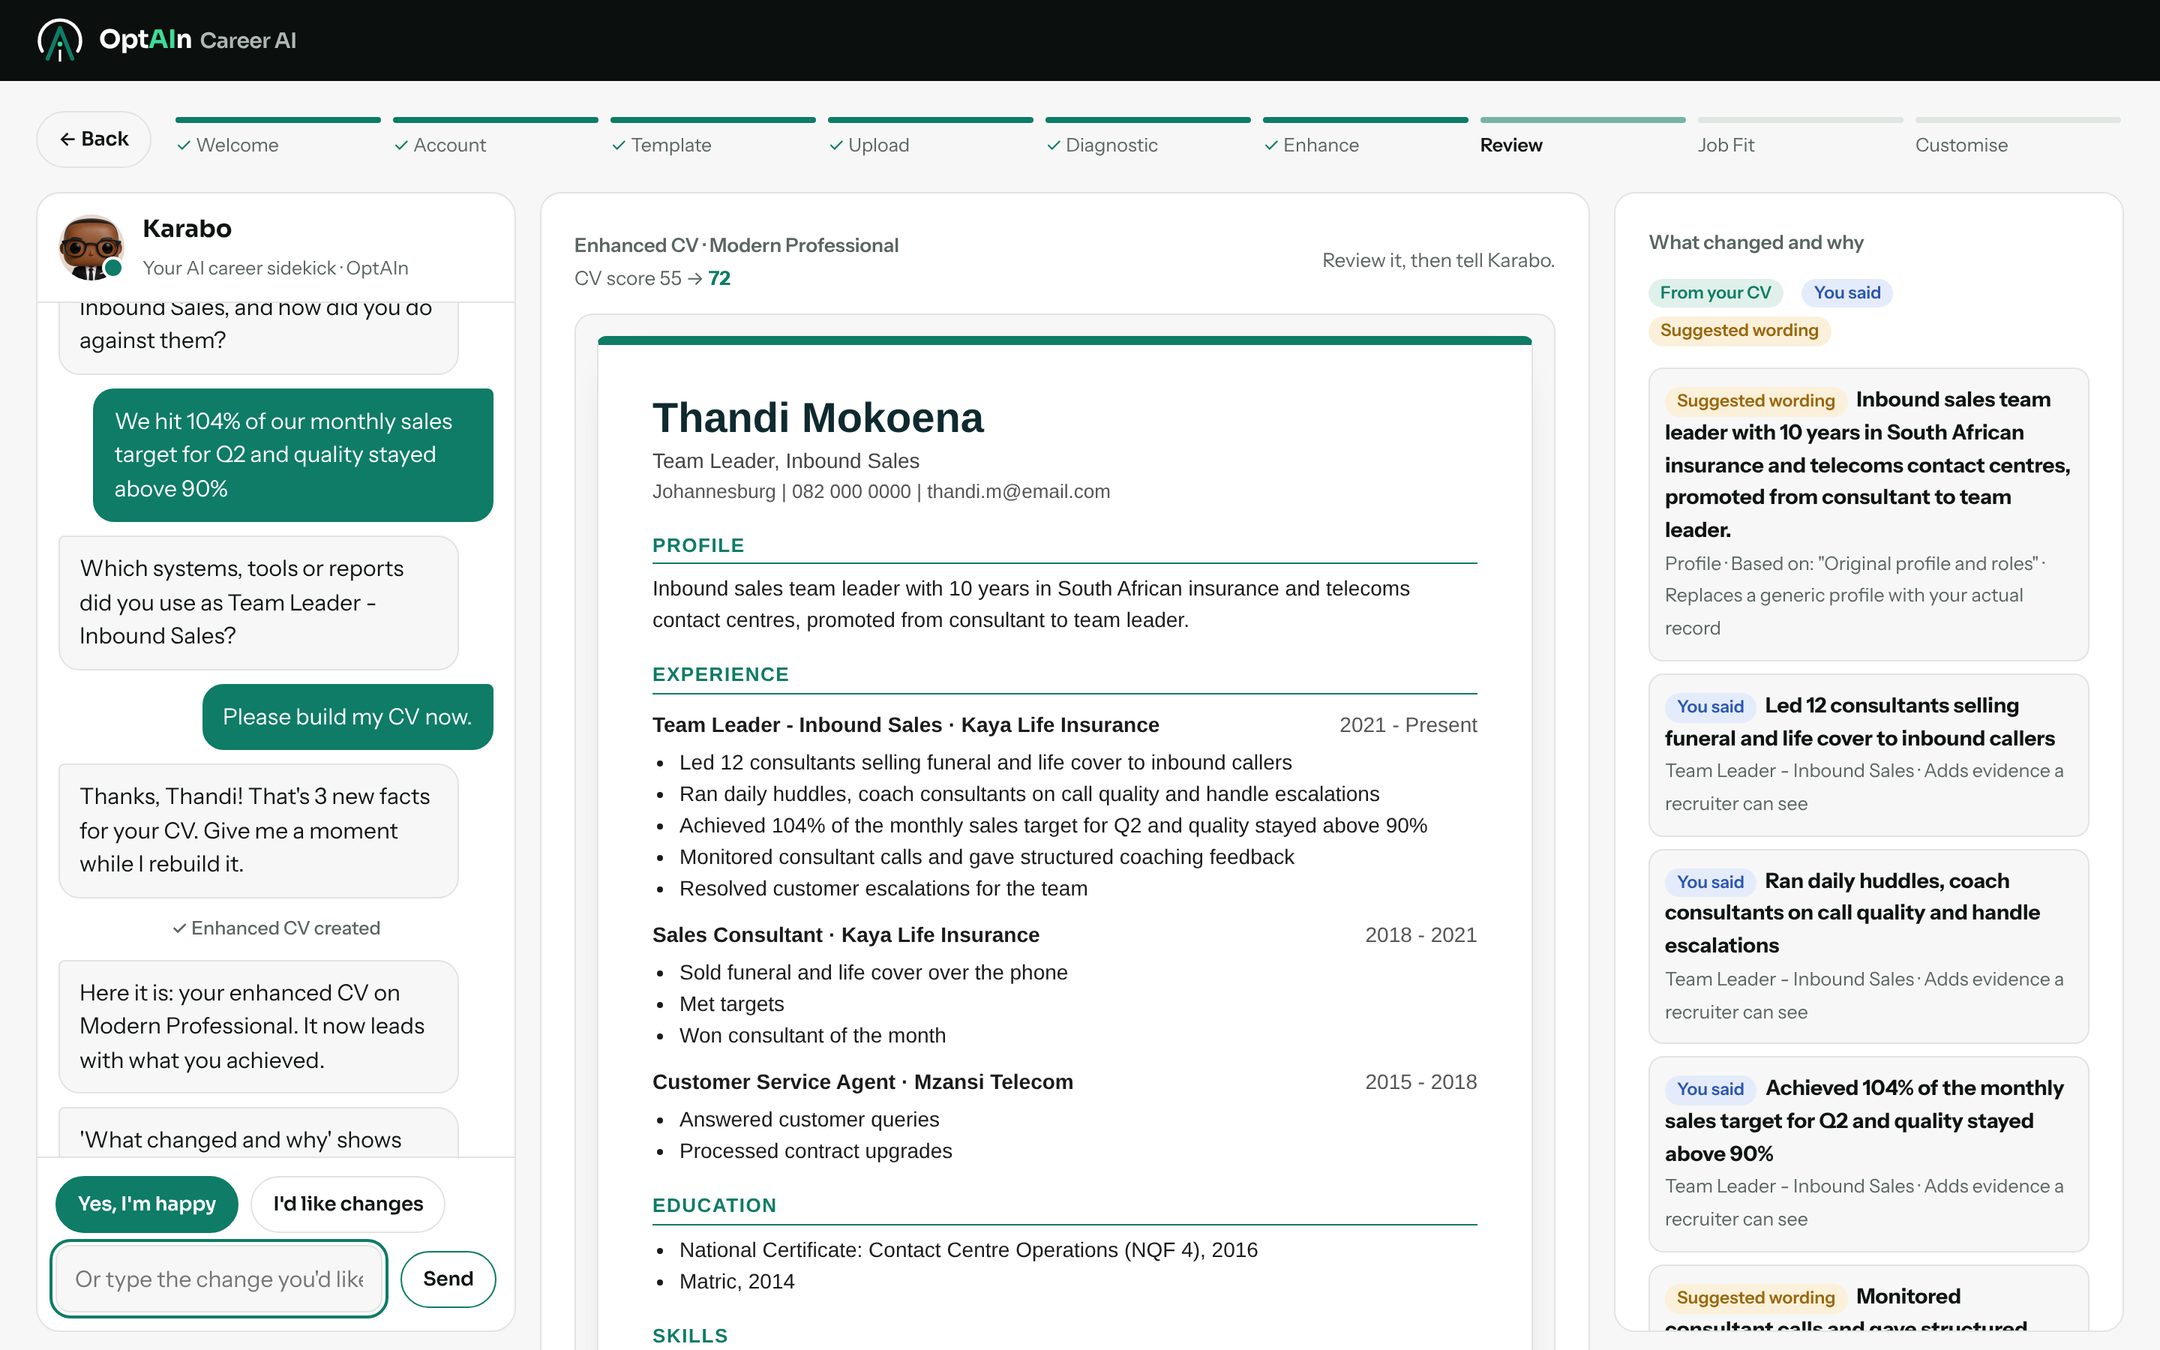 OptAIn Career AI
← Back
✓ Welcome
✓ Account
✓ Template
✓ Upload
✓ Diagnostic
✓ Enhance
Review
Job Fit
Customise
Karabo
Your AI career sidekick · OptAIn
Inbound Sales, and how did you do
against them?
We hit 104% of our monthly sales
target for Q2 and quality stayed
above 90%
Which systems, tools or reports
did you use as Team Leader -
Inbound Sales?
Please build my CV now.
Thanks, Thandi! That's 3 new facts
for your CV. Give me a moment
while I rebuild it.
✓ Enhanced CV created
Here it is: your enhanced CV on
Modern Professional. It now leads
with what you achieved.
'What changed and why' shows
Yes, I'm happy
I'd like changes
Or type the change you'd like
Send
Enhanced CV · Modern Professional
CV score 55 → 72
Review it, then tell Karabo.
Thandi Mokoena
Team Leader, Inbound Sales
Johannesburg | 082 000 0000 | thandi.m@email.com
PROFILE
Inbound sales team leader with 10 years in South African insurance and telecoms
contact centres, promoted from consultant to team leader.
EXPERIENCE
Team Leader - Inbound Sales · Kaya Life Insurance 2021 - Present
• Led 12 consultants selling funeral and life cover to inbound callers
• Ran daily huddles, coach consultants on call quality and handle escalations
• Achieved 104% of the monthly sales target for Q2 and quality stayed above 90%
• Monitored consultant calls and gave structured coaching feedback
• Resolved customer escalations for the team
Sales Consultant · Kaya Life Insurance 2018 - 2021
• Sold funeral and life cover over the phone
• Met targets
• Won consultant of the month
Customer Service Agent · Mzansi Telecom 2015 - 2018
• Answered customer queries
• Processed contract upgrades
EDUCATION
• National Certificate: Contact Centre Operations (NQF 4), 2016
• Matric, 2014
SKILLS
What changed and why
From your CV You said
Suggested wording
Suggested wording Inbound sales team
leader with 10 years in South African
insurance and telecoms contact centres,
promoted from consultant to team
leader.
Profile · Based on: "Original profile and roles" ·
Replaces a generic profile with your actual
record
You said Led 12 consultants selling
funeral and life cover to inbound callers
Team Leader - Inbound Sales · Adds evidence a
recruiter can see
You said Ran daily huddles, coach
consultants on call quality and handle
escalations
Team Leader - Inbound Sales · Adds evidence a
recruiter can see
You said Achieved 104% of the monthly
sales target for Q2 and quality stayed
above 90%
Team Leader - Inbound Sales · Adds evidence a
recruiter can see
Suggested wording Monitored
consultant calls and gave structured